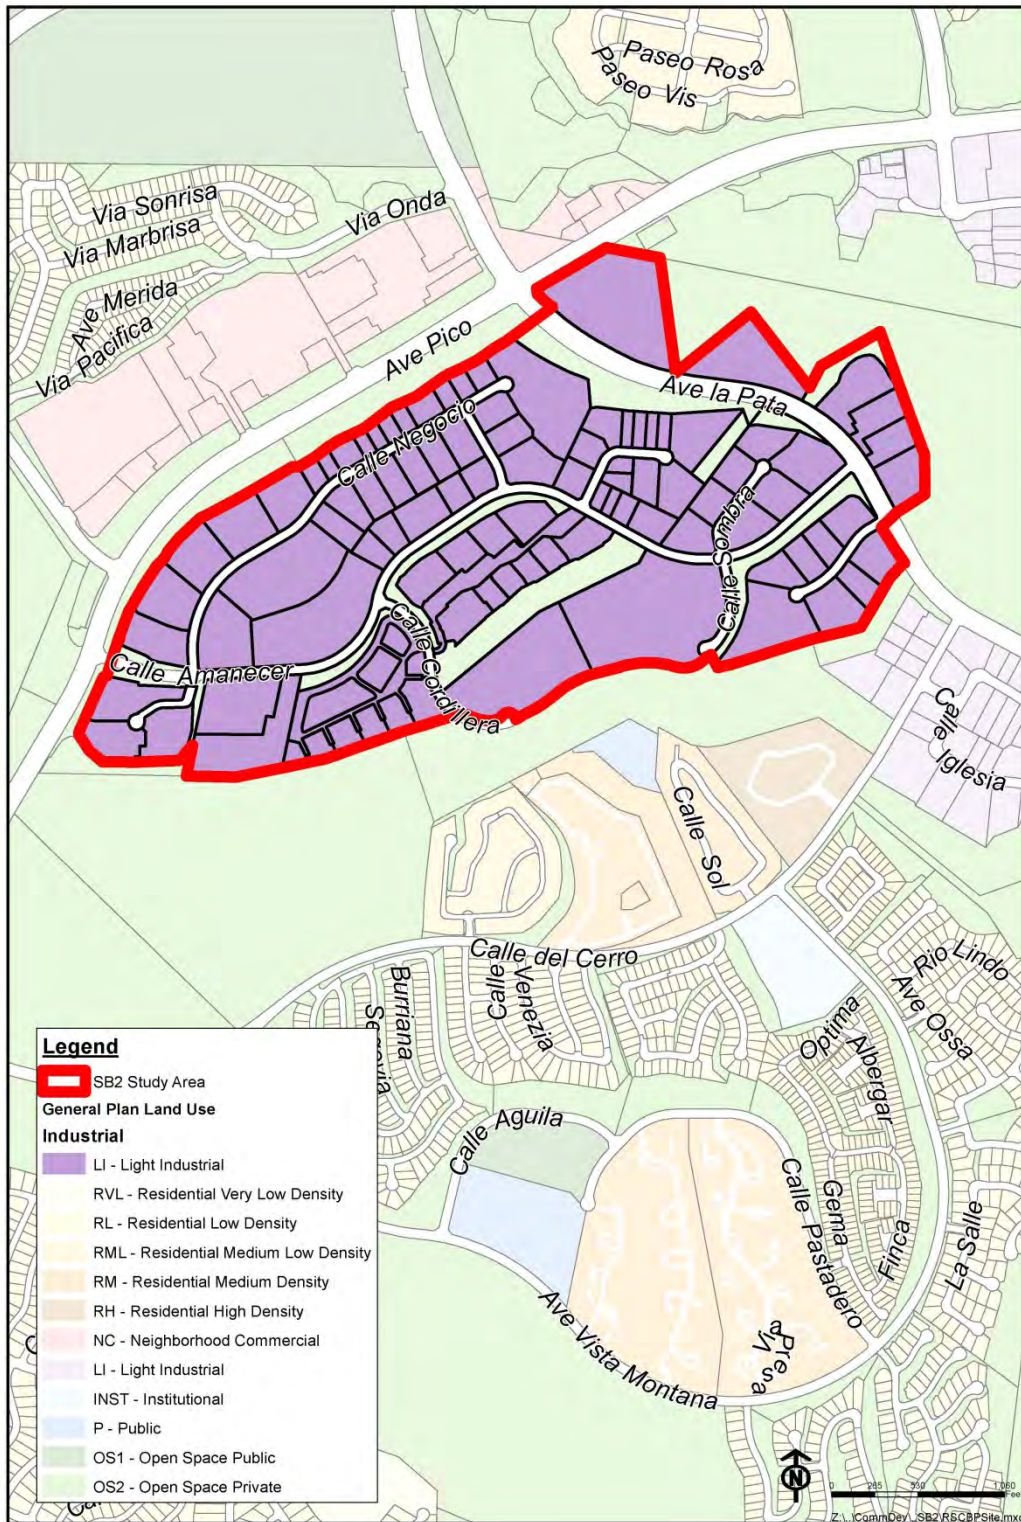 Paseo Rosa
Paseo Vis
Via Sonrisa
Via Onda
Via Marbrisa
Ave Merida
Via Pacifica
Ave Pico
Ave la Pata
Calle Negocio
Calle Sombra
Calle Amanecer
Calle Cordillera
Calle Iglesia
Calle Sol
Calle del Cerro
Calle Venezia
Burriana
Rio Lindo
Ave Ossa
Optima
Albergar
Calle Aguila
Calle Pastadero
Gema
Finca
La Salle
Ave Vista Montana
Via Presa
Legend
SB2 Study Area
General Plan Land Use
Industrial
LI - Light Industrial
RVL - Residential Very Low Density
RL - Residential Low Density
RML - Residential Medium Low Density
RM - Residential Medium Density
RH - Residential High Density
NC - Neighborhood Commercial
LI - Light Industrial
INST - Institutional
P - Public
OS1 - Open Space Public
OS2 - Open Space Private
N
0 265 530 1,060
Feet